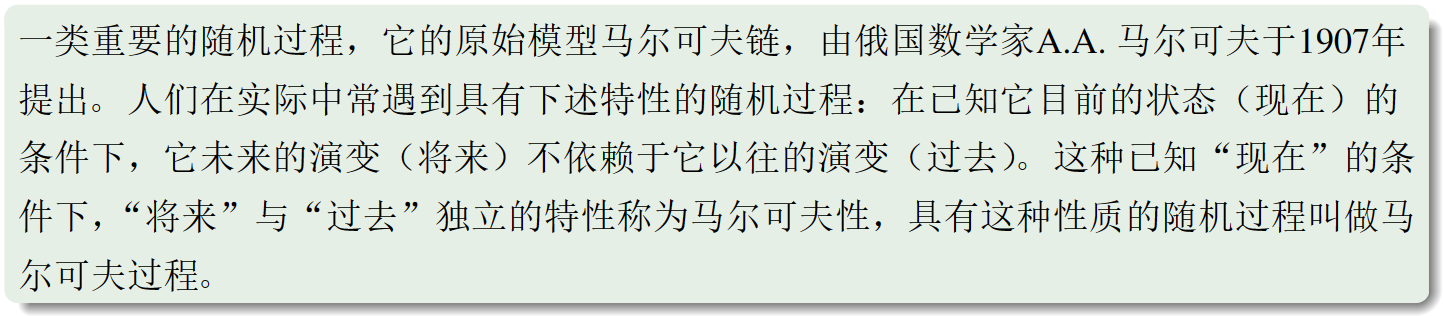 一类重要的随机过程，它的原始模型马尔可夫链，由俄国数学家A.A. 马尔可夫于1907年
提出。人们在实际中常遇到具有下述特性的随机过程：在已知它目前的状态（现在）的
条件下，它未来的演变（将来）不依赖于它以往的演变（过去）。这种已知“现在”的条
件下，“将来”与“过去”独立的特性称为马尔可夫性，具有这种性质的随机过程叫做马
尔可夫过程。